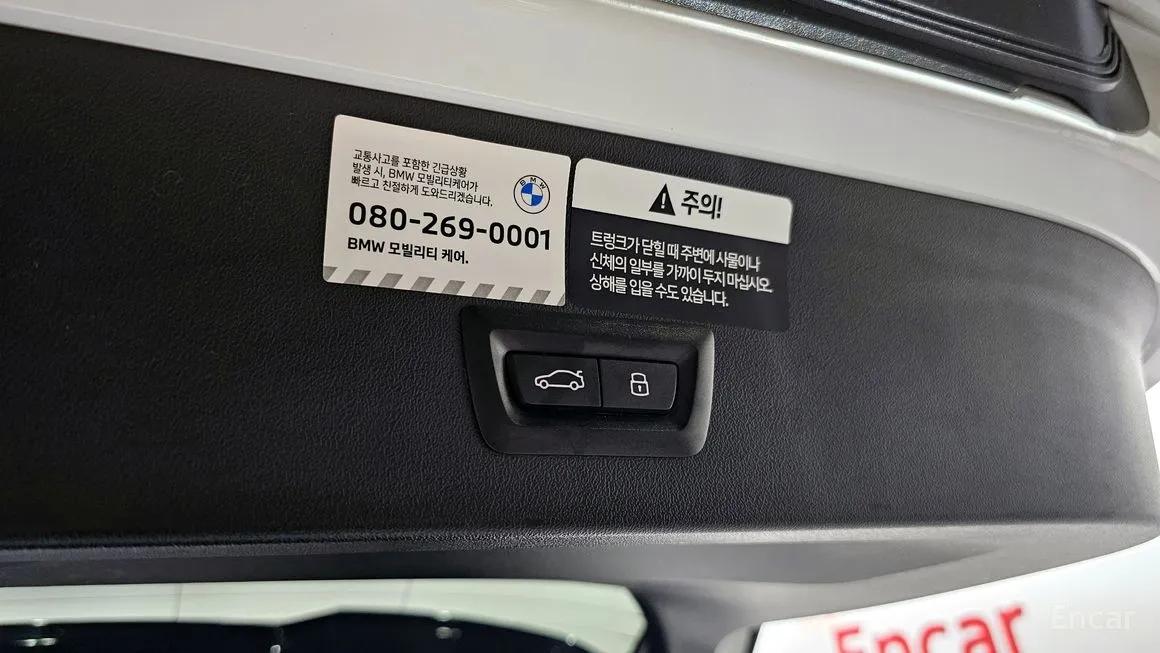 교통사고를 포함한 긴급상황
발생 시, BMW 모빌리티케어가
빠르고 친절하게 도와드리겠습니다.
BMW
080-269-0001
BMW 모빌리티 케어.
주의!
트렁크가 닫힐 때 주변에 사물이나
신체의 일부를 가까이 두지 마십시오.
상해를 입을 수도 있습니다.
Encar
Encar